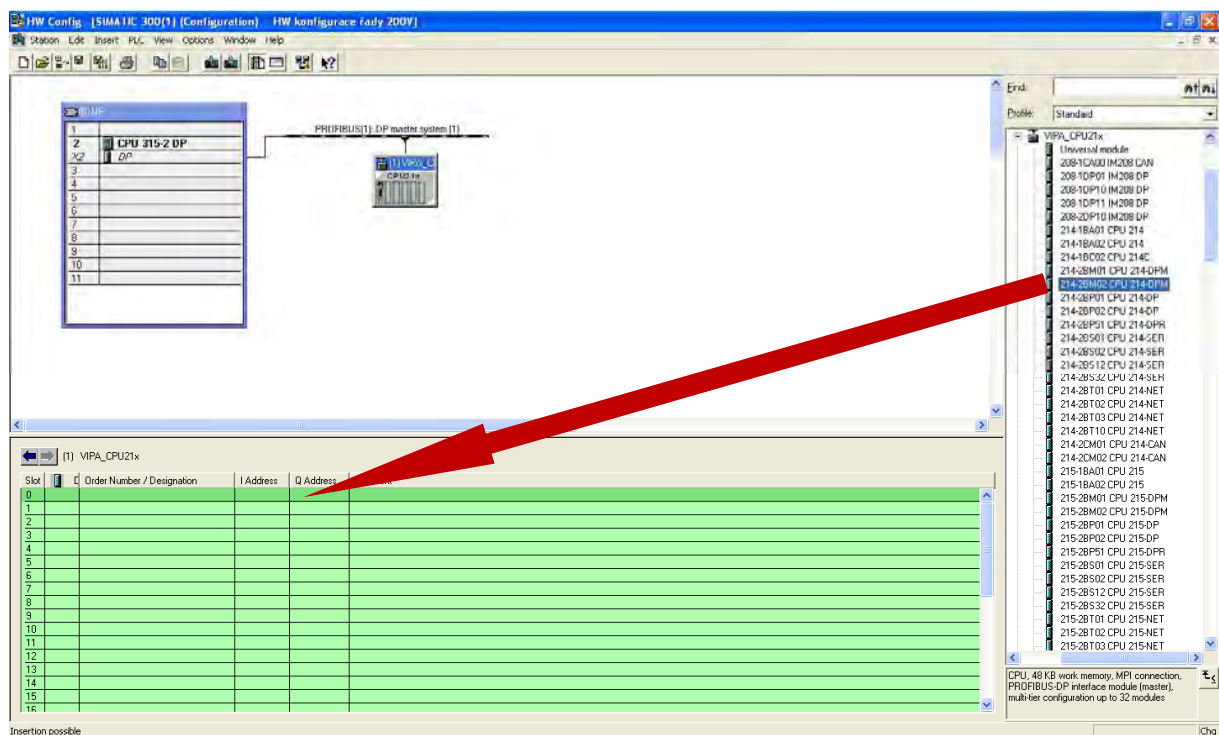 HW Config - [SIMATIC 300(1) (Configuration) -- HW konfigurace řady 200V]
Station Edit Insert PLC View Options Window Help
Find:
Profile: Standard
(0) UR
1
2 CPU 315-2 DP
X2 DP
3
4
5
6
7
8
9
10
11
PROFIBUS(1): DP master system (1)
(1) VIPA_C
CPU21x
VIPA_CPU21x
Universal module
208-1CA00 IM208 CAN
208-1DP01 IM208 DP
208-1DP10 IM208 DP
208-1DP11 IM208 DP
208-2DP10 IM208 DP
214-1BA01 CPU 214
214-1BA02 CPU 214
214-1BC02 CPU 214C
214-2BM01 CPU 214-DPM
214-2BM02 CPU 214-DPM
214-2BP01 CPU 214-DP
214-2BP02 CPU 214-DP
214-2BP51 CPU 214-DPR
214-2BS01 CPU 214-SER
214-2BS02 CPU 214-SER
214-2BS12 CPU 214-SER
214-2BS32 CPU 214-SER
214-2BT01 CPU 214-NET
214-2BT02 CPU 214-NET
214-2BT03 CPU 214-NET
214-2BT10 CPU 214-NET
214-2CM01 CPU 214-CAN
214-2CM02 CPU 214-CAN
215-1BA01 CPU 215
215-1BA02 CPU 215
215-2BM01 CPU 215-DPM
215-2BM02 CPU 215-DPM
215-2BP01 CPU 215-DP
215-2BP02 CPU 215-DP
215-2BP51 CPU 215-DPR
215-2BS01 CPU 215-SER
215-2BS02 CPU 215-SER
215-2BS12 CPU 215-SER
215-2BS32 CPU 215-SER
215-2BT01 CPU 215-NET
215-2BT02 CPU 215-NET
215-2BT03 CPU 215-NET
CPU, 48 KB work memory, MPI connection,
PROFIBUS-DP interface module (master),
multi-tier configuration up to 32 modules
(1) VIPA_CPU21x
Slot D Order Number / Designation I Address Q Address
0
1
2
3
4
5
6
7
8
9
10
11
12
13
14
15
16
Insertion possible Chg